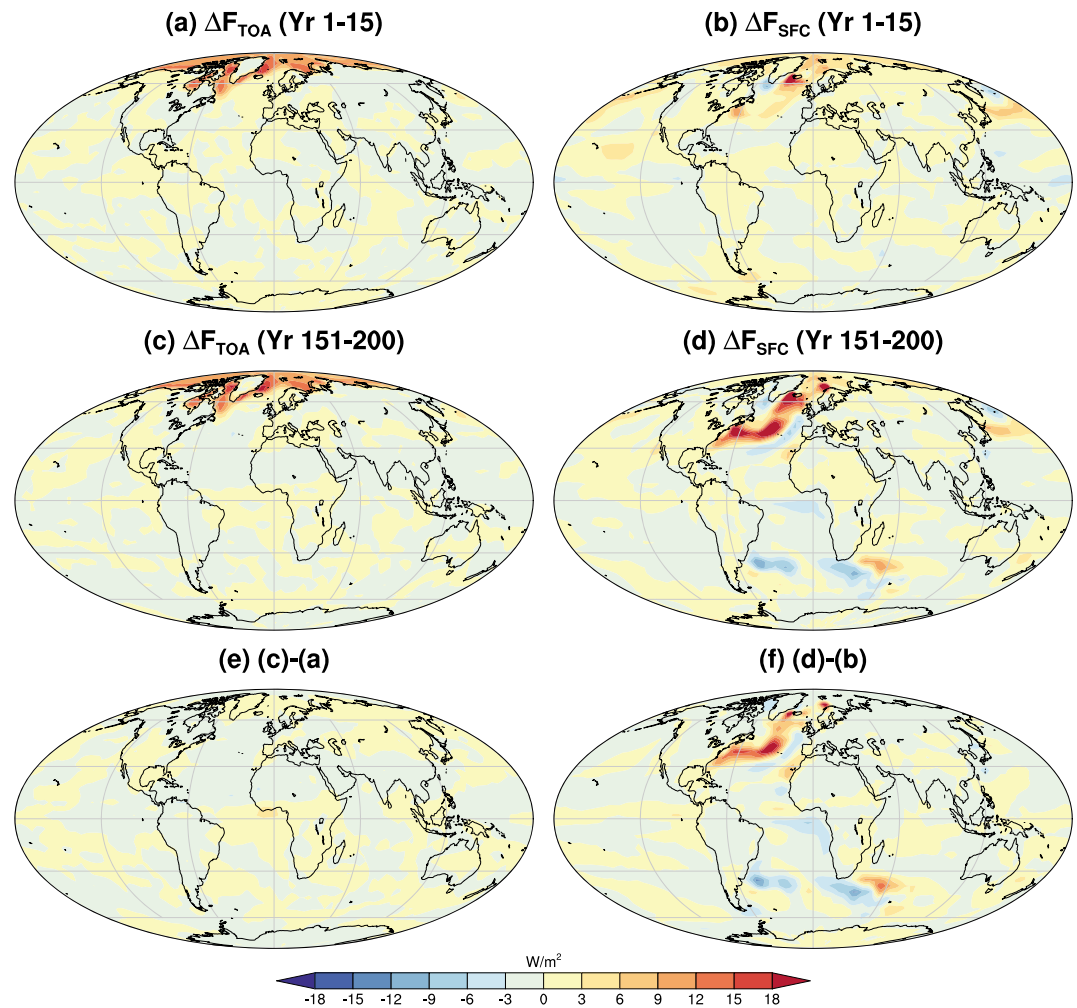 (a) ΔF_TOA (Yr 1-15)
(b) ΔF_SFC (Yr 1-15)
(c) ΔF_TOA (Yr 151-200)
(d) ΔF_SFC (Yr 151-200)
(e) (c)-(a)
(f) (d)-(b)
W/m²
-18 -15 -12 -9 -6 -3 0 3 6 9 12 15 18